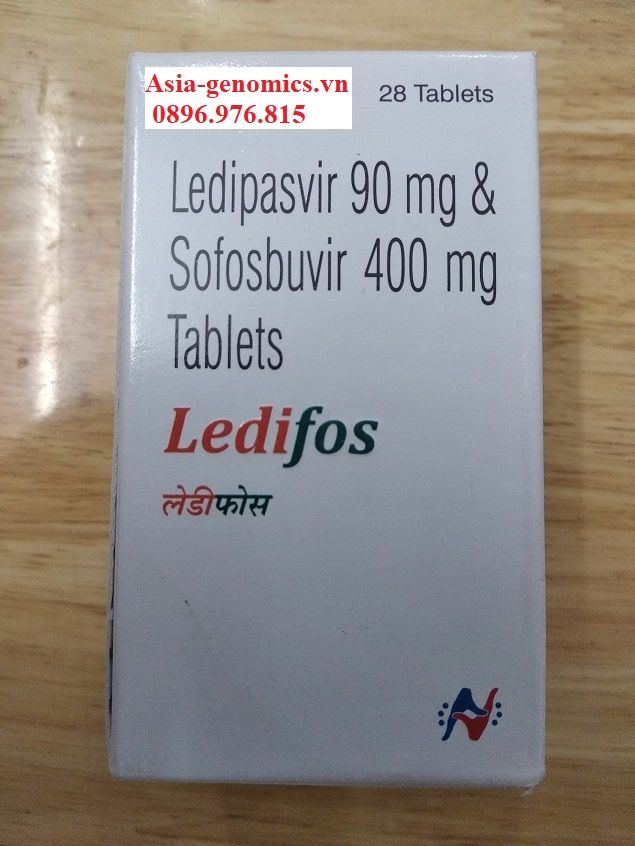 Asia-genomics.vn
0896.976.815
28 Tablets
Ledipasvir 90 mg &
Sofosbuvir 400 mg
Tablets
Ledifos
लेडीफोस